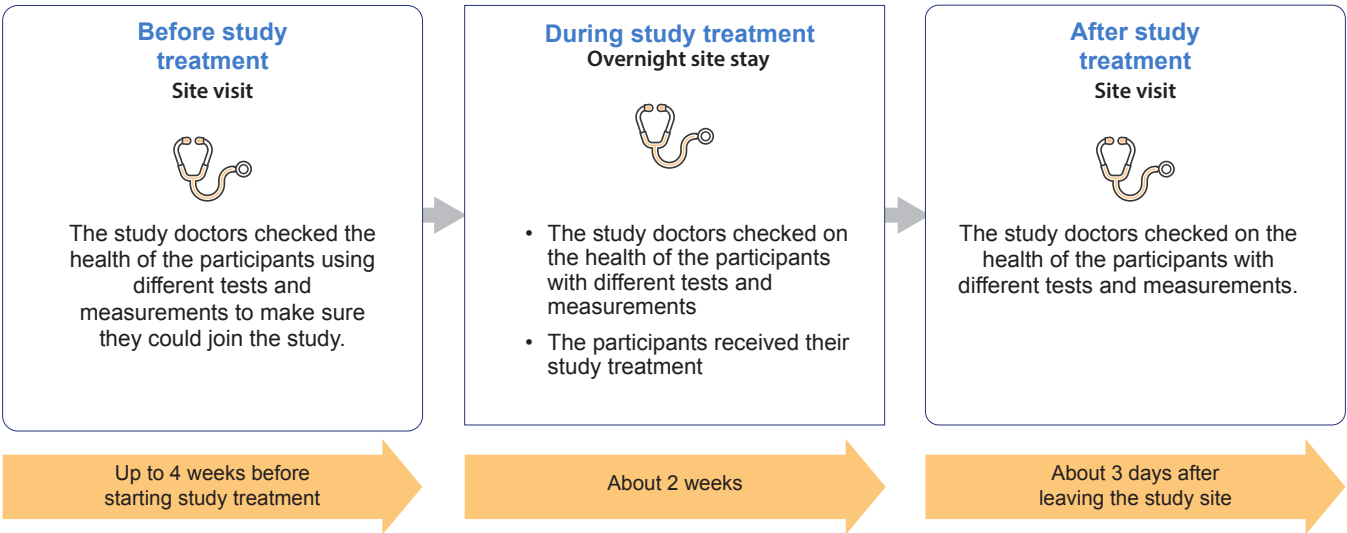 Before study
treatment
Site visit
The study doctors checked the
health of the participants using
different tests and
measurements to make sure
they could join the study.
Up to 4 weeks before
starting study treatment
During study treatment
Overnight site stay
• The study doctors checked on
the health of the participants
with different tests and
measurements
• The participants received their
study treatment
About 2 weeks
After study
treatment
Site visit
The study doctors checked on the
health of the participants with
different tests and measurements.
About 3 days after
leaving the study site